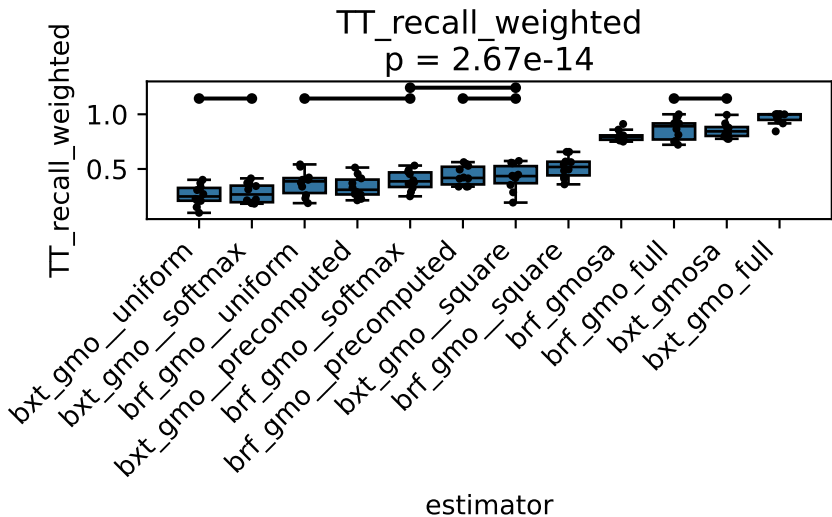 TT_recall_weighted
p = 2.67e-14
TT_recall_weighted
1.0
0.5
bxt_gmo__uniform
bxt_gmo__softmax
brf_gmo__uniform
bxt_gmo__precomputed
brf_gmo__softmax
brf_gmo__precomputed
bxt_gmo__square
brf_gmo__square
brf_gmosa
brf_gmo_full
bxt_gmosa
bxt_gmo_full
estimator